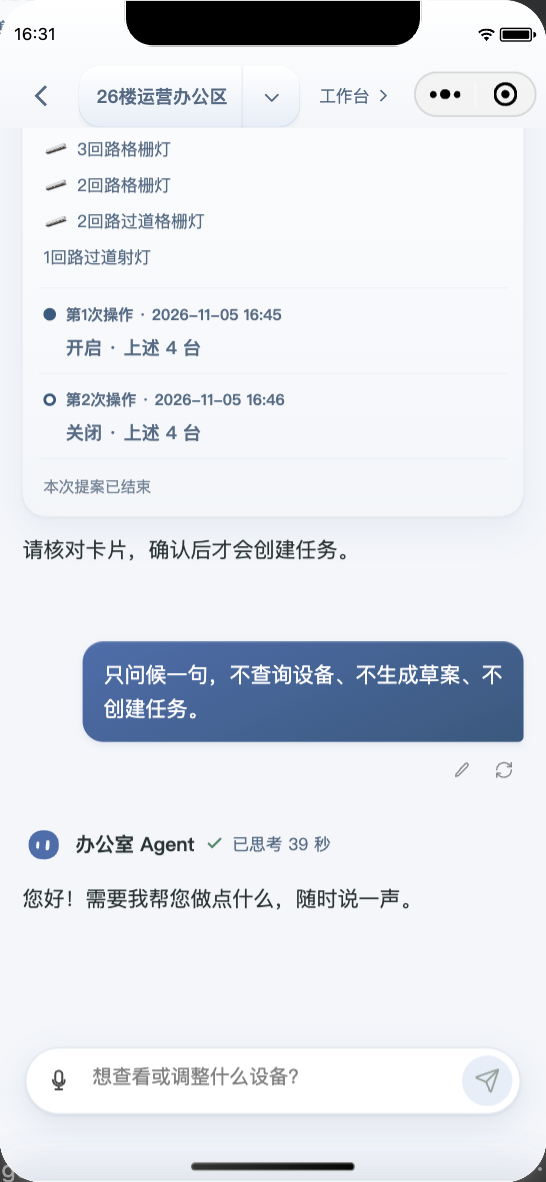 16:31
26楼运营办公区
工作台
3回路格栅灯
2回路格栅灯
2回路过道格栅灯
1回路过道射灯
第1次操作 · 2026-11-05 16:45
开启 · 上述 4 台
第2次操作 · 2026-11-05 16:46
关闭 · 上述 4 台
本次提案已结束
请核对卡片，确认后才会创建任务。
只问候一句，不查询设备、不生成草案、不
创建任务。
办公室 Agent 已思考 39 秒
您好！需要我帮您做点什么，随时说一声。
想查看或调整什么设备？